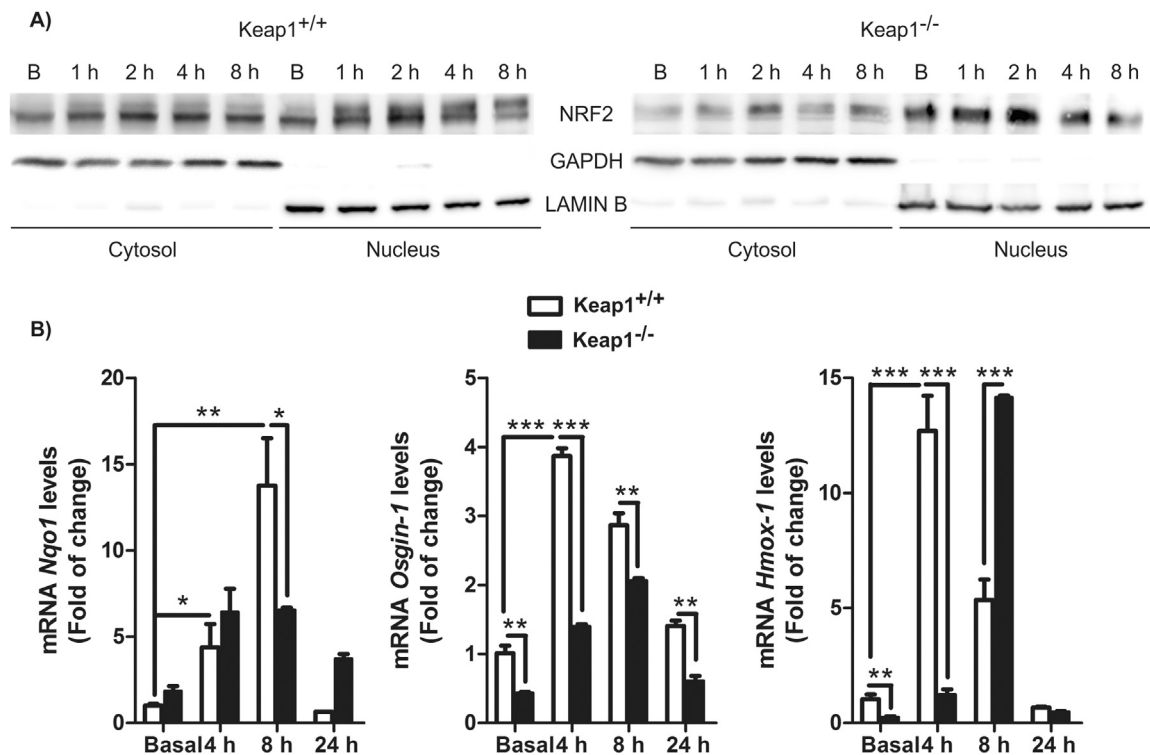 A)
Keap1+/+ Keap1-/-
B 1 h 2 h 4 h 8 h B 1 h 2 h 4 h 8 h B 1 h 2 h 4 h 8 h B 1 h 2 h 4 h 8 h
NRF2
GAPDH
LAMIN B
Cytosol Nucleus Cytosol Nucleus
Keap1+/+
Keap1-/-
B)
mRNA Nqo1 levels
(Fold of change)
20
15
10
5
0
** *
*
Basal 4 h 8 h 24 h
mRNA Osgin-1 levels
(Fold of change)
5
4
3
2
1
0
*** ***
**
** **
Basal 4 h 8 h 24 h
mRNA Hmox-1 levels
(Fold of change)
15
10
5
0
*** *** ***
**
Basal 4 h 8 h 24 h